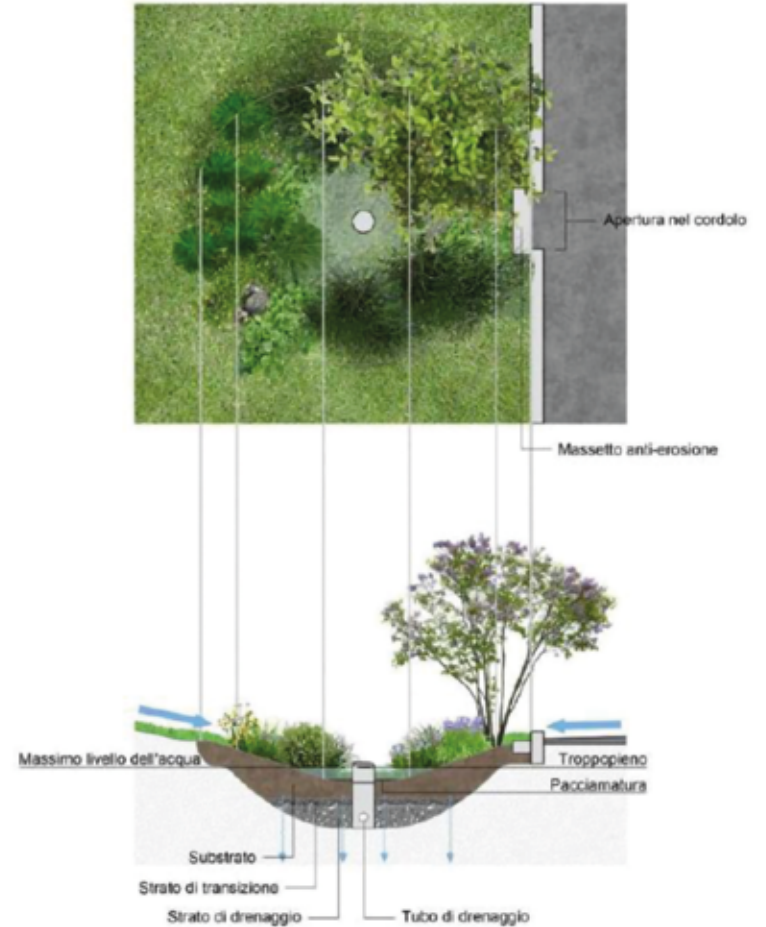 Apertura nel cordolo
Massetto anti-erosione
Massimo livello dell'acqua
Troppopieno
Pacciamatura
Substrato
Strato di transizione
Strato di drenaggio
Tubo di drenaggio